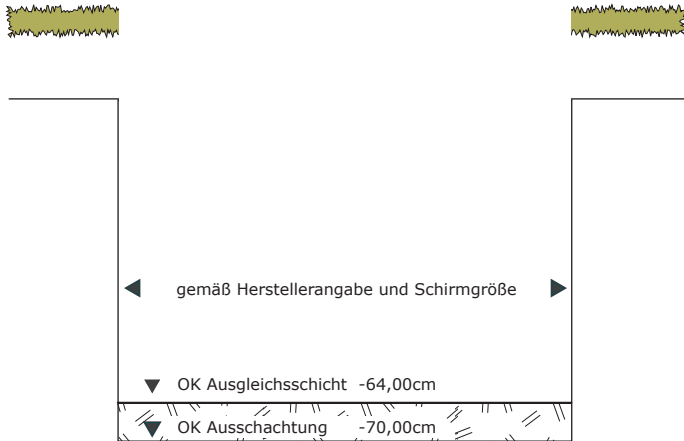 gemäß Herstellerangabe und Schirmgröße
OK Ausgleichsschicht -64,00cm
OK Ausschachtung -70,00cm